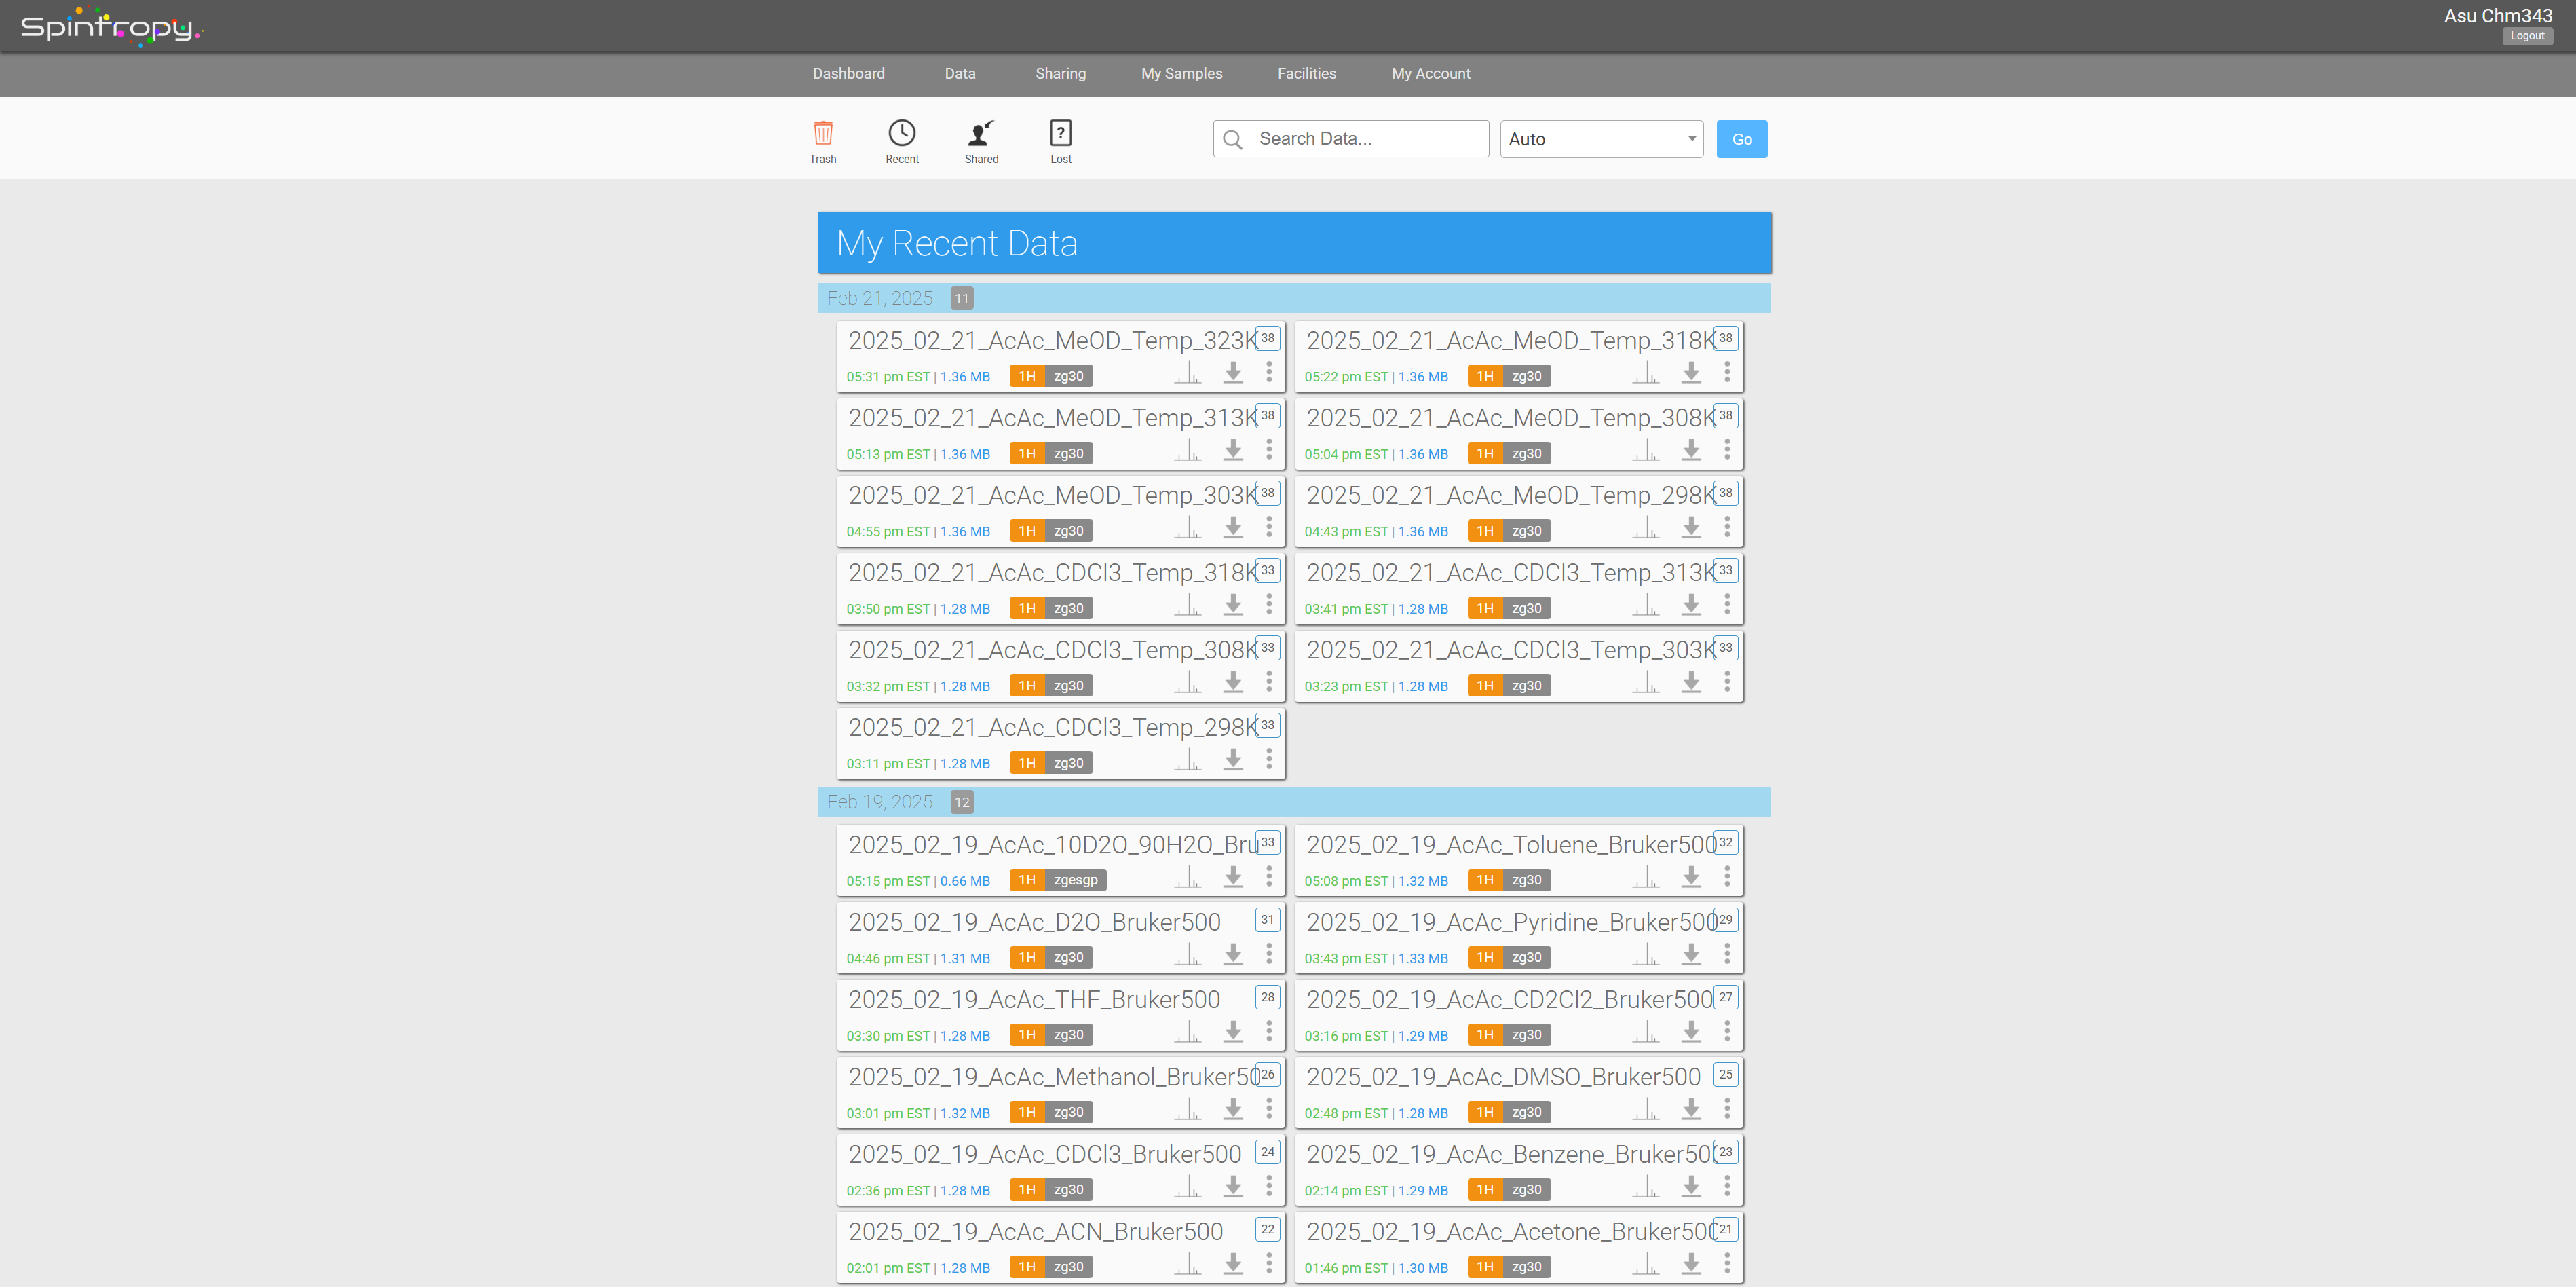 Spintropy.
Asu Chm343
Logout
Dashboard Data Sharing My Samples Facilities My Account
Trash Recent Shared Lost
Search Data... Auto Go
My Recent Data
Feb 21, 2025 11
2025_02_21_AcAc_MeOD_Temp_323K 38
05:31 pm EST | 1.36 MB 1H zg30
2025_02_21_AcAc_MeOD_Temp_318K 38
05:22 pm EST | 1.36 MB 1H zg30
2025_02_21_AcAc_MeOD_Temp_313K 38
05:13 pm EST | 1.36 MB 1H zg30
2025_02_21_AcAc_MeOD_Temp_308K 38
05:04 pm EST | 1.36 MB 1H zg30
2025_02_21_AcAc_MeOD_Temp_303K 38
04:55 pm EST | 1.36 MB 1H zg30
2025_02_21_AcAc_MeOD_Temp_298K 38
04:43 pm EST | 1.36 MB 1H zg30
2025_02_21_AcAc_CDCl3_Temp_318K 33
03:50 pm EST | 1.28 MB 1H zg30
2025_02_21_AcAc_CDCl3_Temp_313K 33
03:41 pm EST | 1.28 MB 1H zg30
2025_02_21_AcAc_CDCl3_Temp_308K 33
03:32 pm EST | 1.28 MB 1H zg30
2025_02_21_AcAc_CDCl3_Temp_303K 33
03:23 pm EST | 1.28 MB 1H zg30
2025_02_21_AcAc_CDCl3_Temp_298K 33
03:11 pm EST | 1.28 MB 1H zg30
Feb 19, 2025 12
2025_02_19_AcAc_10D2O_90H2O_Bru 33
05:15 pm EST | 0.66 MB 1H zgesgp
2025_02_19_AcAc_Toluene_Bruker500 32
05:08 pm EST | 1.32 MB 1H zg30
2025_02_19_AcAc_D2O_Bruker500 31
04:46 pm EST | 1.31 MB 1H zg30
2025_02_19_AcAc_Pyridine_Bruker500 29
03:43 pm EST | 1.33 MB 1H zg30
2025_02_19_AcAc_THF_Bruker500 28
03:30 pm EST | 1.28 MB 1H zg30
2025_02_19_AcAc_CD2Cl2_Bruker500 27
03:16 pm EST | 1.29 MB 1H zg30
2025_02_19_AcAc_Methanol_Bruker50 26
03:01 pm EST | 1.32 MB 1H zg30
2025_02_19_AcAc_DMSO_Bruker500 25
02:48 pm EST | 1.28 MB 1H zg30
2025_02_19_AcAc_CDCl3_Bruker500 24
02:36 pm EST | 1.28 MB 1H zg30
2025_02_19_AcAc_Benzene_Bruker500 23
02:14 pm EST | 1.29 MB 1H zg30
2025_02_19_AcAc_ACN_Bruker500 22
02:01 pm EST | 1.28 MB 1H zg30
2025_02_19_AcAc_Acetone_Bruker500 21
01:46 pm EST | 1.30 MB 1H zg30